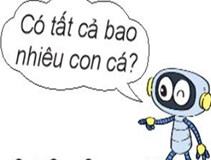 Có tất cả bao
nhiêu con cá?